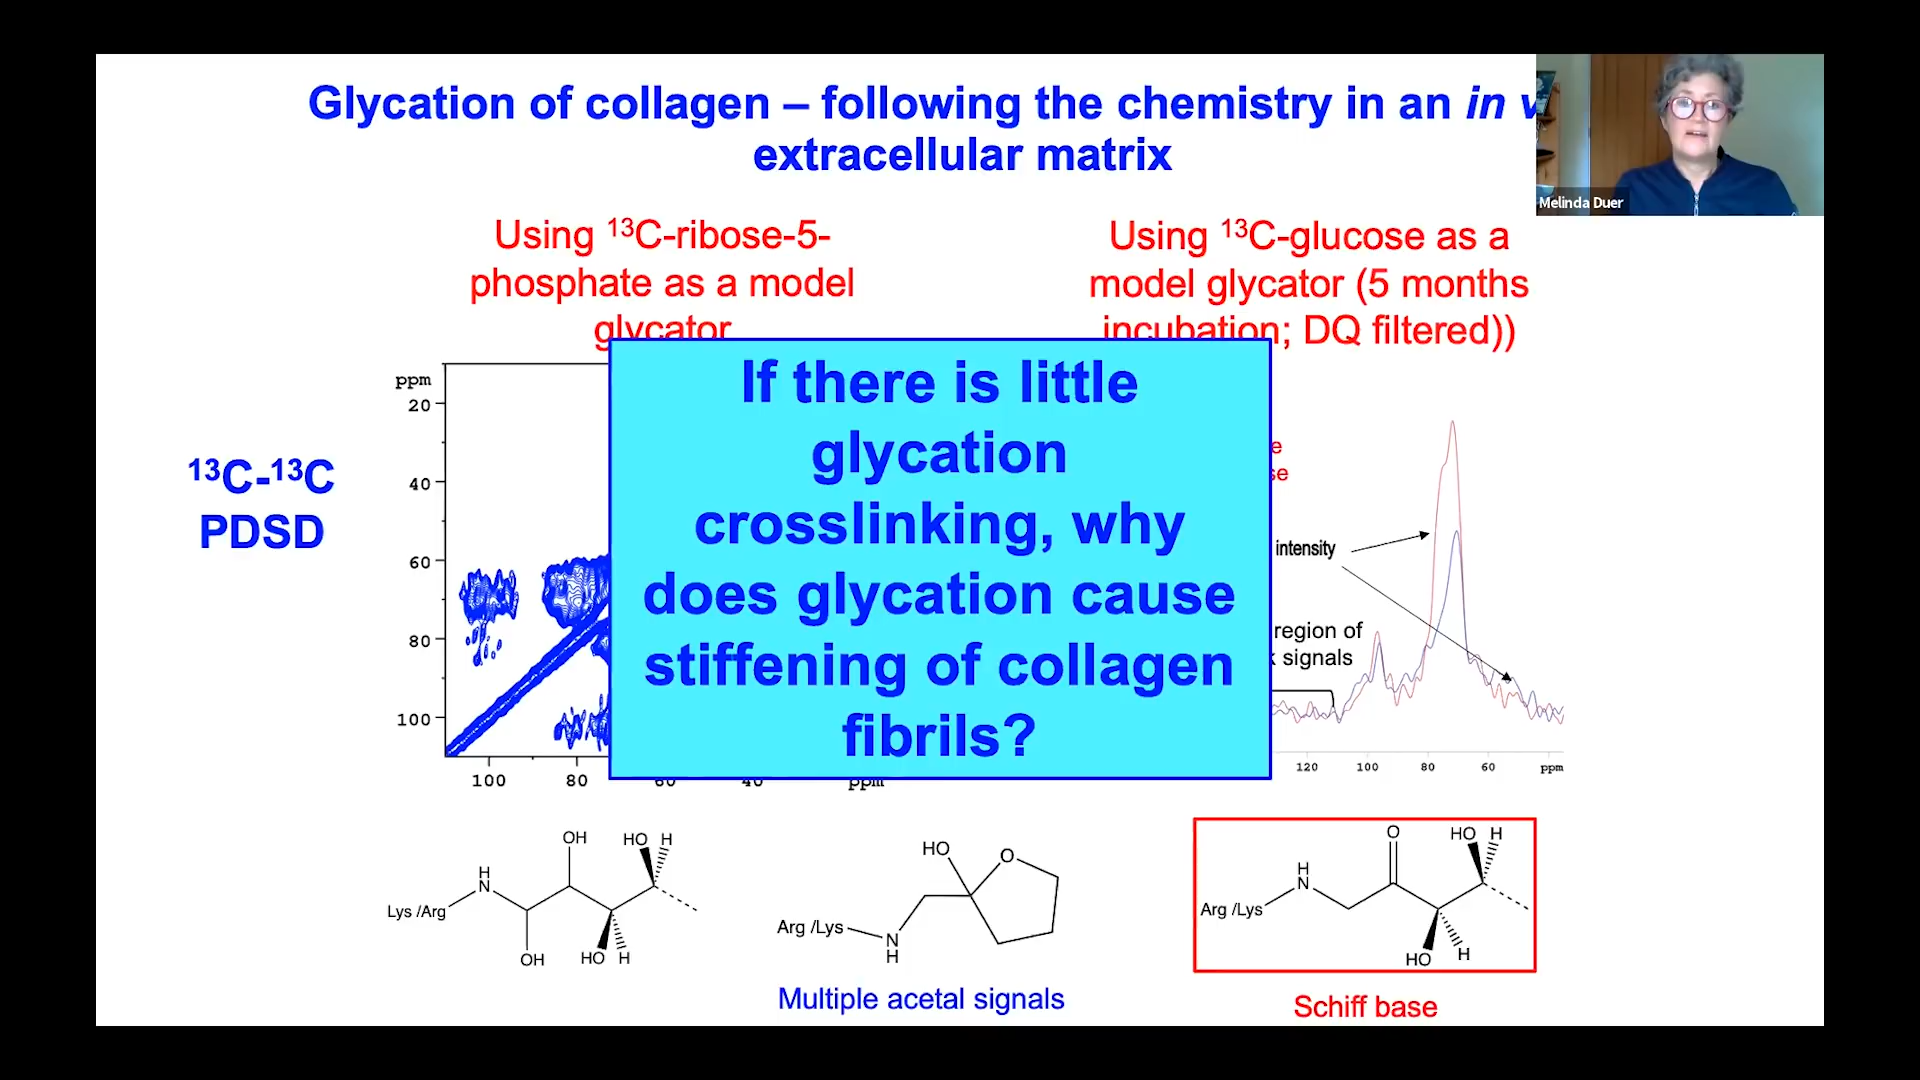 Glycation of collagen – following the chemistry in an in v
extracellular matrix
Melinda Duer
Using ¹³C-ribose-5-
phosphate as a model
glycator
Using ¹³C-glucose as a
model glycator (5 months
incubation; DQ filtered))
¹³C-¹³C
PDSD
ppm
20
40
60
80
100
100 80 60 40 ppm
If there is little
glycation
crosslinking, why
does glycation cause
stiffening of collagen
fibrils?
intensity
region of
signals
120 100 80 60 ppm
OH HO H
H
N
Lys /Arg
OH HO H
HO O
Arg /Lys
N
H
Multiple acetal signals
O HO H
H
N
Arg /Lys
HO H
Schiff base